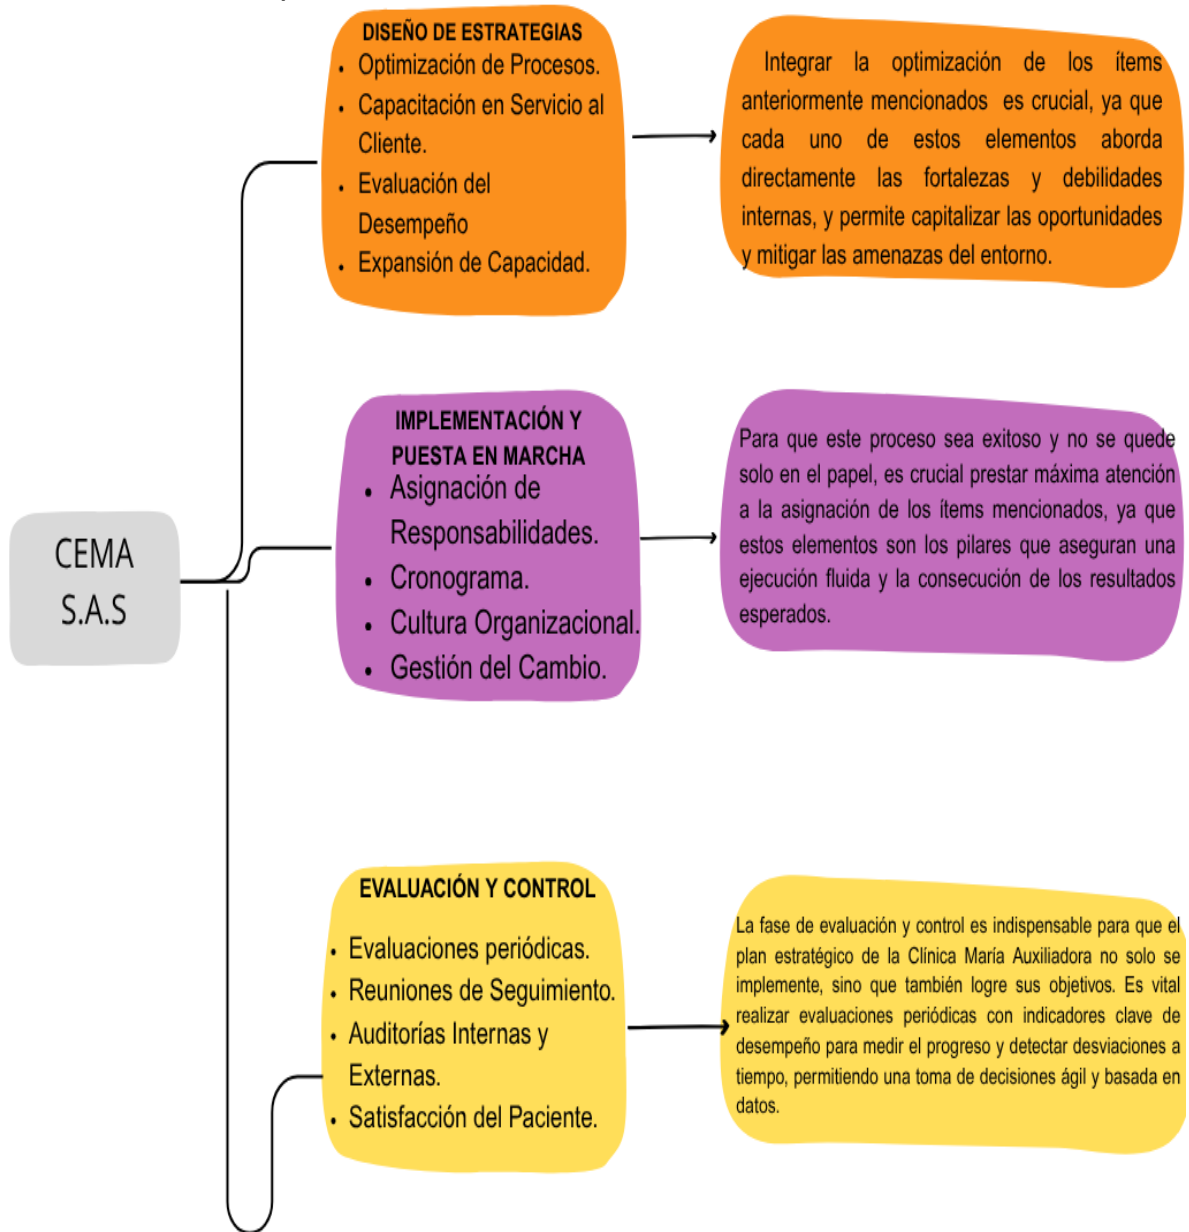 CEMA
S.A.S
DISEÑO DE ESTRATEGIAS
• Optimización de Procesos.
• Capacitación en Servicio al
Cliente.
• Evaluación del
Desempeño
• Expansión de Capacidad.
Integrar la optimización de los ítems
anteriormente mencionados es crucial, ya que
cada uno de estos elementos aborda
directamente las fortalezas y debilidades
internas, y permite capitalizar las oportunidades
y mitigar las amenazas del entorno.
IMPLEMENTACIÓN Y
PUESTA EN MARCHA
• Asignación de
Responsabilidades.
• Cronograma.
• Cultura Organizacional.
• Gestión del Cambio.
Para que este proceso sea exitoso y no se quede
solo en el papel, es crucial prestar máxima atención
a la asignación de los ítems mencionados, ya que
estos elementos son los pilares que aseguran una
ejecución fluida y la consecución de los resultados
esperados.
EVALUACIÓN Y CONTROL
• Evaluaciones periódicas.
• Reuniones de Seguimiento.
• Auditorías Internas y
Externas.
• Satisfacción del Paciente.
La fase de evaluación y control es indispensable para que el
plan estratégico de la Clínica María Auxiliadora no solo se
implemente, sino que también logre sus objetivos. Es vital
realizar evaluaciones periódicas con indicadores clave de
desempeño para medir el progreso y detectar desviaciones a
tiempo, permitiendo una toma de decisiones ágil y basada en
datos.